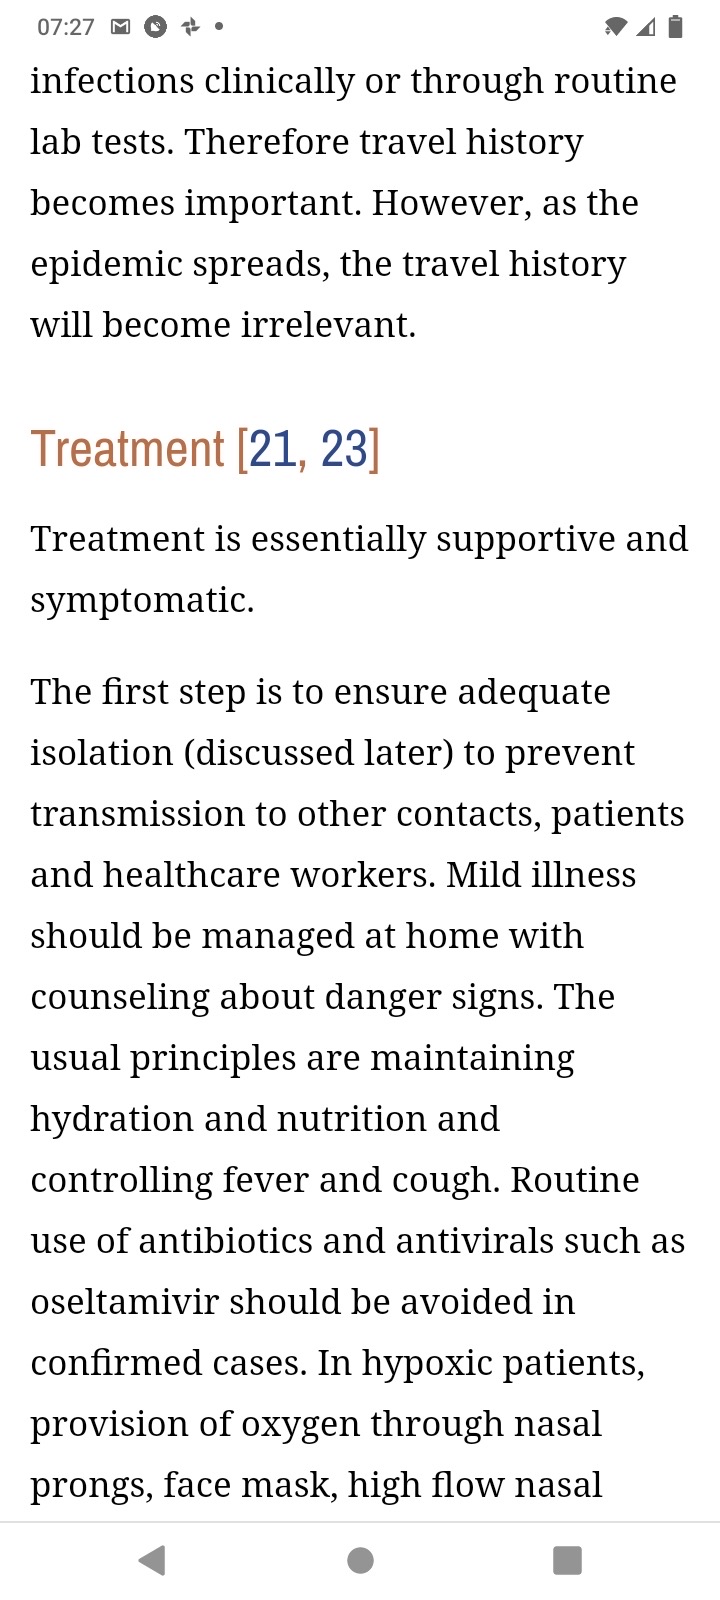 07:27
infections clinically or through routine
lab tests. Therefore travel history
becomes important. However, as the
epidemic spreads, the travel history
will become irrelevant.
Treatment [21, 23]
Treatment is essentially supportive and
symptomatic.
The first step is to ensure adequate
isolation (discussed later) to prevent
transmission to other contacts, patients
and healthcare workers. Mild illness
should be managed at home with
counseling about danger signs. The
usual principles are maintaining
hydration and nutrition and
controlling fever and cough. Routine
use of antibiotics and antivirals such as
oseltamivir should be avoided in
confirmed cases. In hypoxic patients,
provision of oxygen through nasal
prongs, face mask, high flow nasal